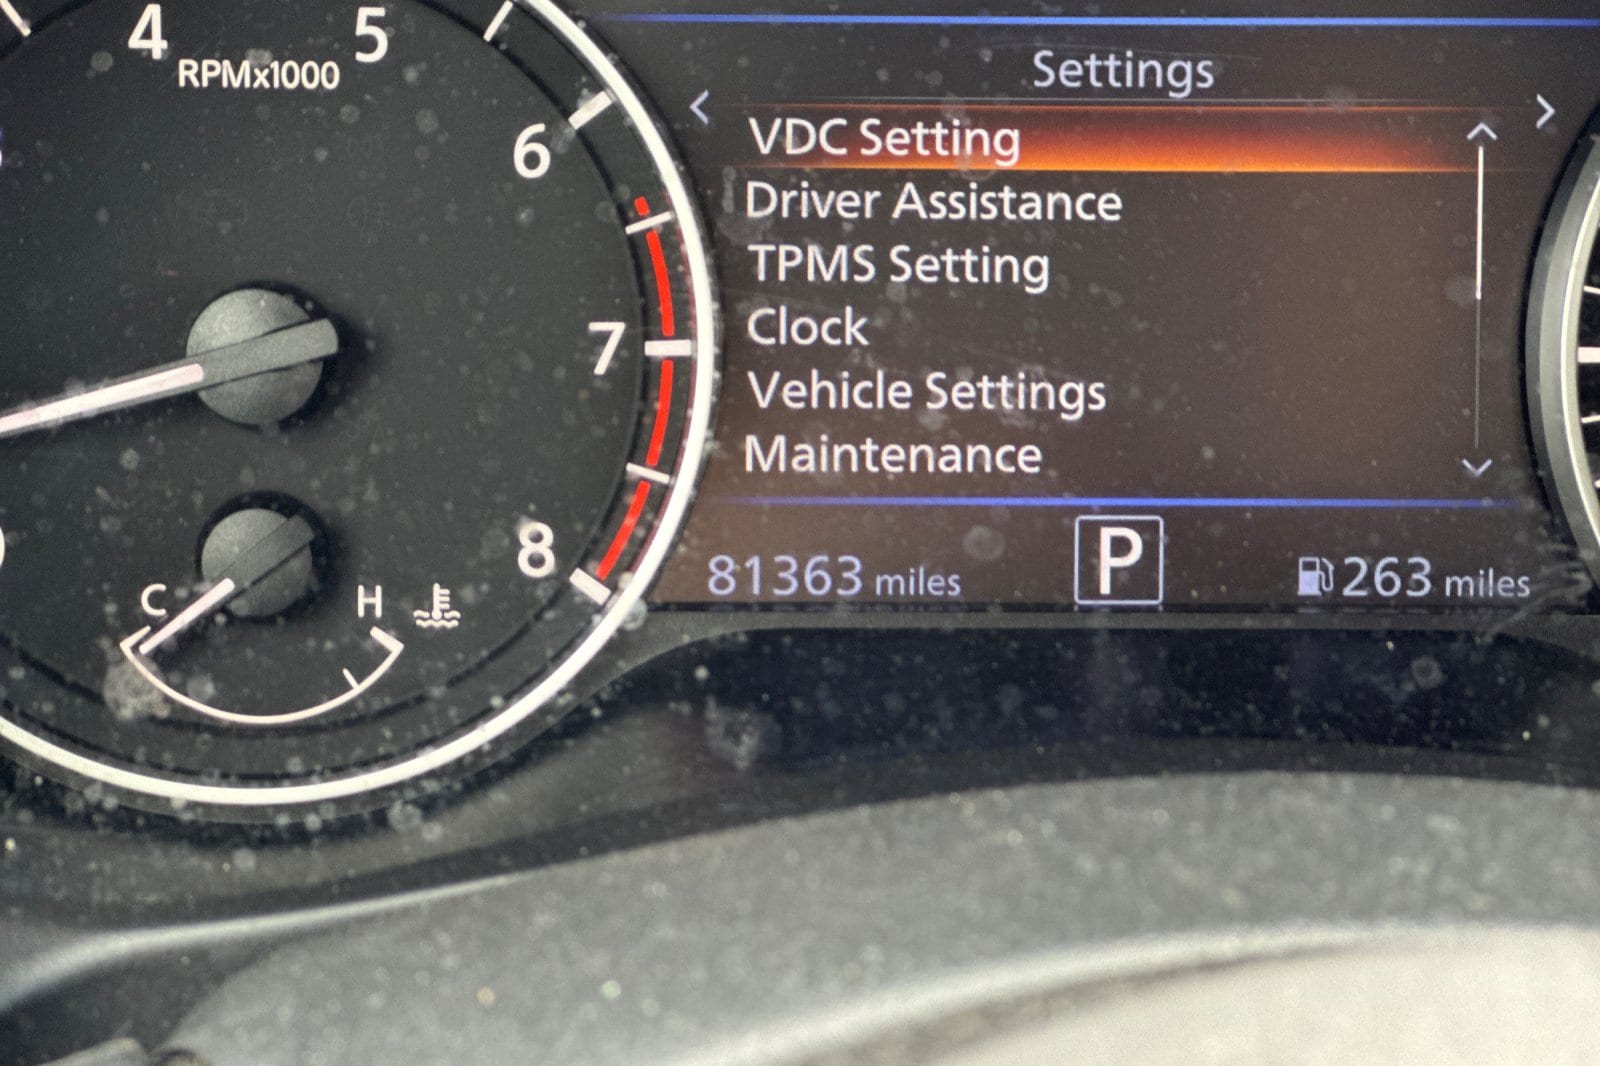 4
5
RPMx1000
6
7
8
C
H
Settings
VDC Setting
Driver Assistance
TPMS Setting
Clock
Vehicle Settings
Maintenance
81363 miles
P
263 miles